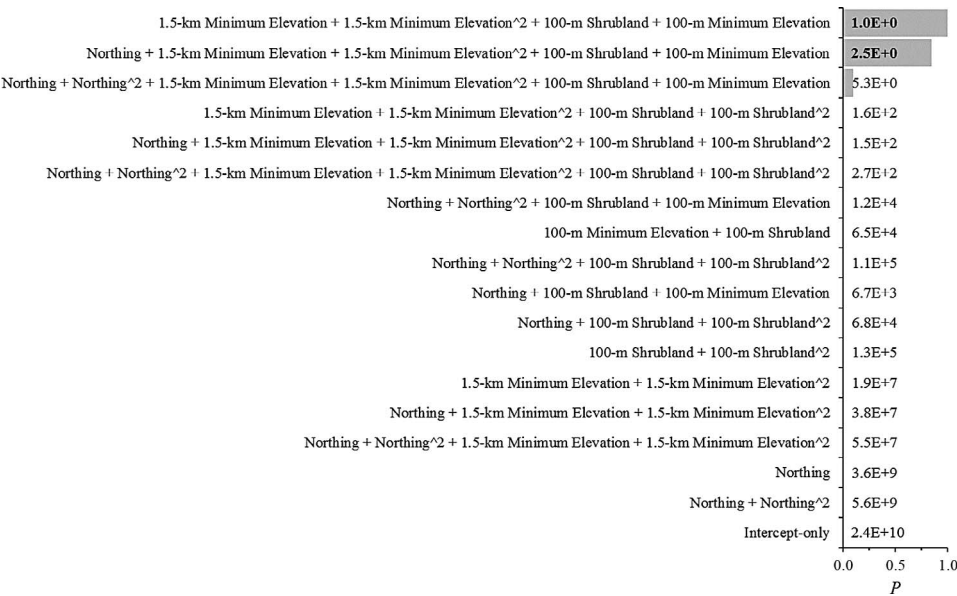 1.5-km Minimum Elevation + 1.5-km Minimum Elevation^2 + 100-m Shrubland + 100-m Minimum Elevation 1.0E+0
Northing + 1.5-km Minimum Elevation + 1.5-km Minimum Elevation^2 + 100-m Shrubland + 100-m Minimum Elevation 2.5E+0
Northing + Northing^2 + 1.5-km Minimum Elevation + 1.5-km Minimum Elevation^2 + 100-m Shrubland + 100-m Minimum Elevation 5.3E+0
1.5-km Minimum Elevation + 1.5-km Minimum Elevation^2 + 100-m Shrubland + 100-m Shrubland^2 1.6E+2
Northing + 1.5-km Minimum Elevation + 1.5-km Minimum Elevation^2 + 100-m Shrubland + 100-m Shrubland^2 1.5E+2
Northing + Northing^2 + 1.5-km Minimum Elevation + 1.5-km Minimum Elevation^2 + 100-m Shrubland + 100-m Shrubland^2 2.7E+2
Northing + Northing^2 + 100-m Shrubland + 100-m Minimum Elevation 1.2E+4
100-m Minimum Elevation + 100-m Shrubland 6.5E+4
Northing + Northing^2 + 100-m Shrubland + 100-m Shrubland^2 1.1E+5
Northing + 100-m Shrubland + 100-m Minimum Elevation 6.7E+3
Northing + 100-m Shrubland + 100-m Shrubland^2 6.8E+4
100-m Shrubland + 100-m Shrubland^2 1.3E+5
1.5-km Minimum Elevation + 1.5-km Minimum Elevation^2 1.9E+7
Northing + 1.5-km Minimum Elevation + 1.5-km Minimum Elevation^2 3.8E+7
Northing + Northing^2 + 1.5-km Minimum Elevation + 1.5-km Minimum Elevation^2 5.5E+7
Northing 3.6E+9
Northing + Northing^2 5.6E+9
Intercept-only 2.4E+10
0.0 0.5 1.0
P